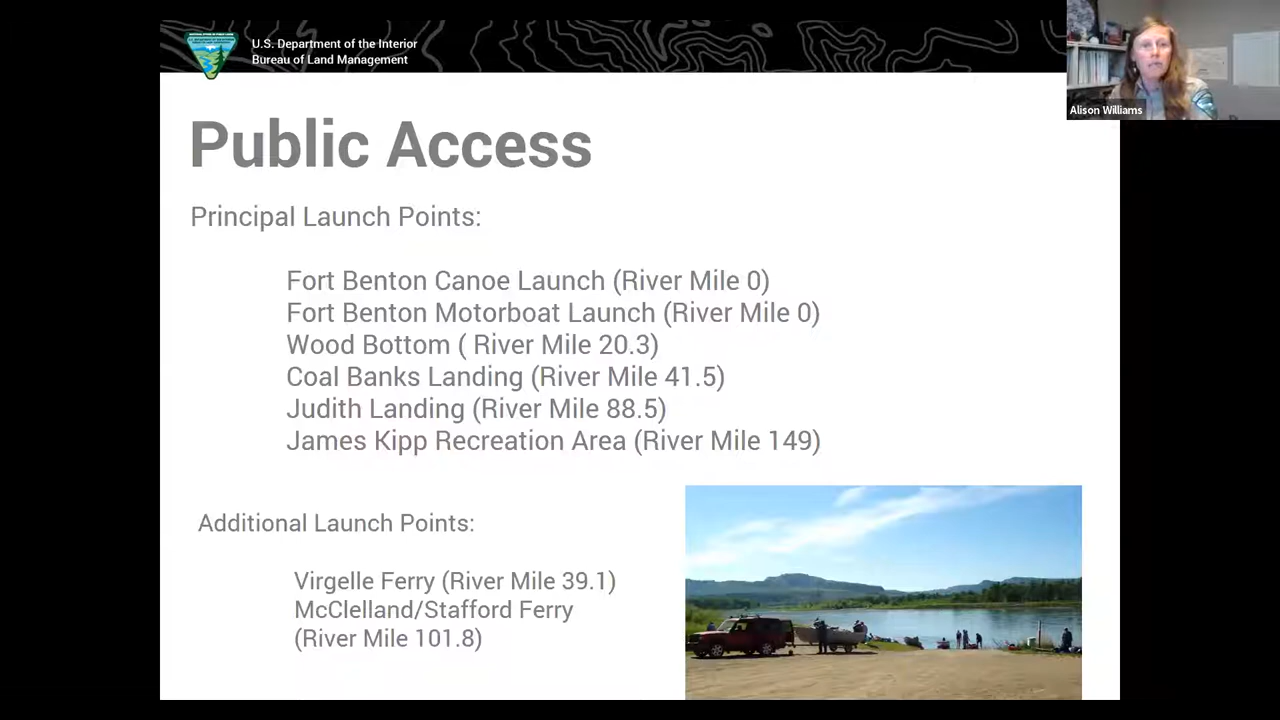 U.S. Department of the Interior
Bureau of Land Management
Alison Williams
Public Access
Principal Launch Points:
Fort Benton Canoe Launch (River Mile 0)
Fort Benton Motorboat Launch (River Mile 0)
Wood Bottom ( River Mile 20.3)
Coal Banks Landing (River Mile 41.5)
Judith Landing (River Mile 88.5)
James Kipp Recreation Area (River Mile 149)
Additional Launch Points:
Virgelle Ferry (River Mile 39.1)
McClelland/Stafford Ferry
(River Mile 101.8)